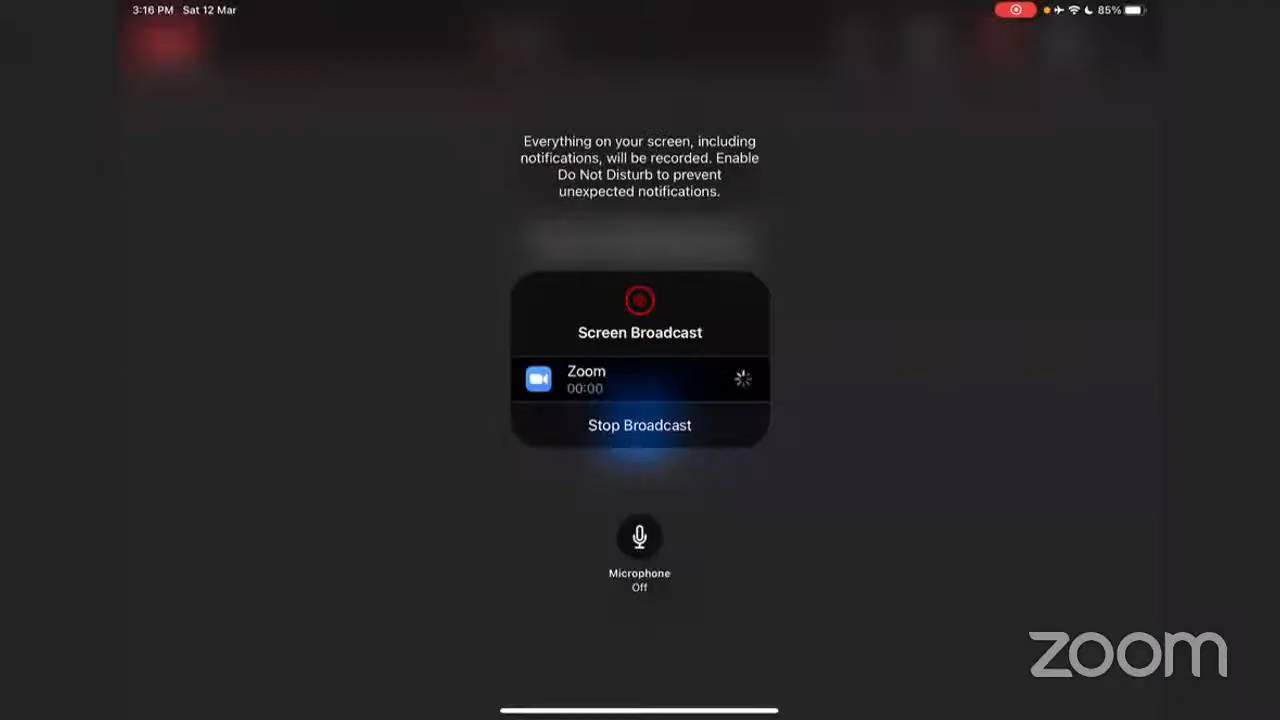 3:16 PM Sat 12 Mar
85%
Everything on your screen, including
notifications, will be recorded. Enable
Do Not Disturb to prevent
unexpected notifications.
Screen Broadcast
Zoom
00:00
Stop Broadcast
Microphone
Off
zoom